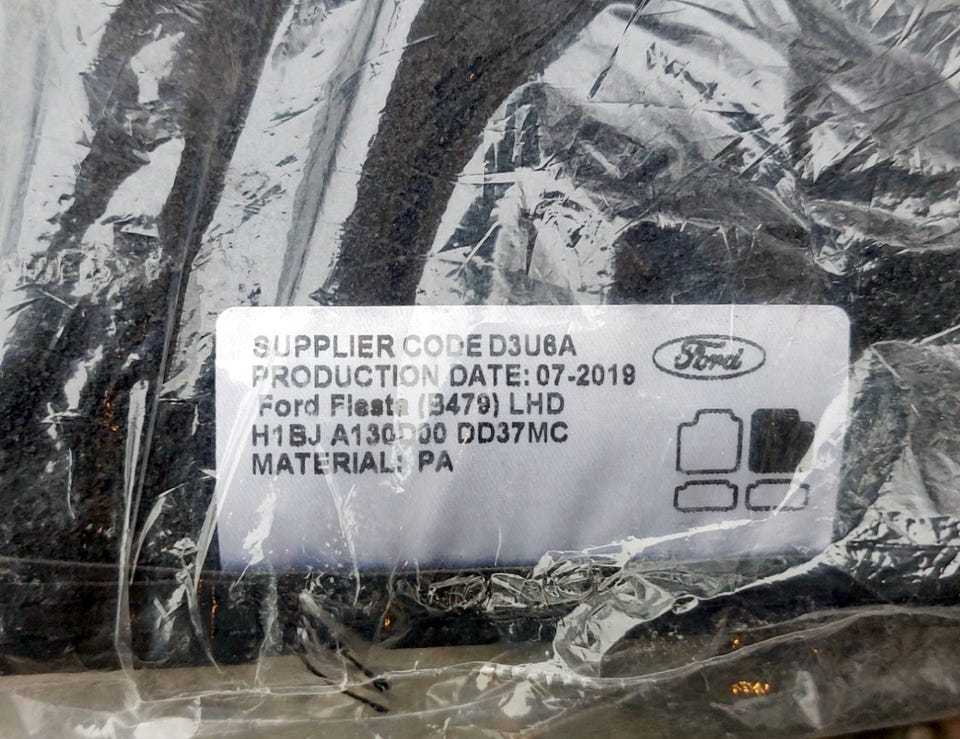 SUPPLIER CODE D3U6A
PRODUCTION DATE: 07-2019
Ford Fiesta (B479) LHD
H1BJ A130D00 DD37MC
MATERIAL: PA
Ford